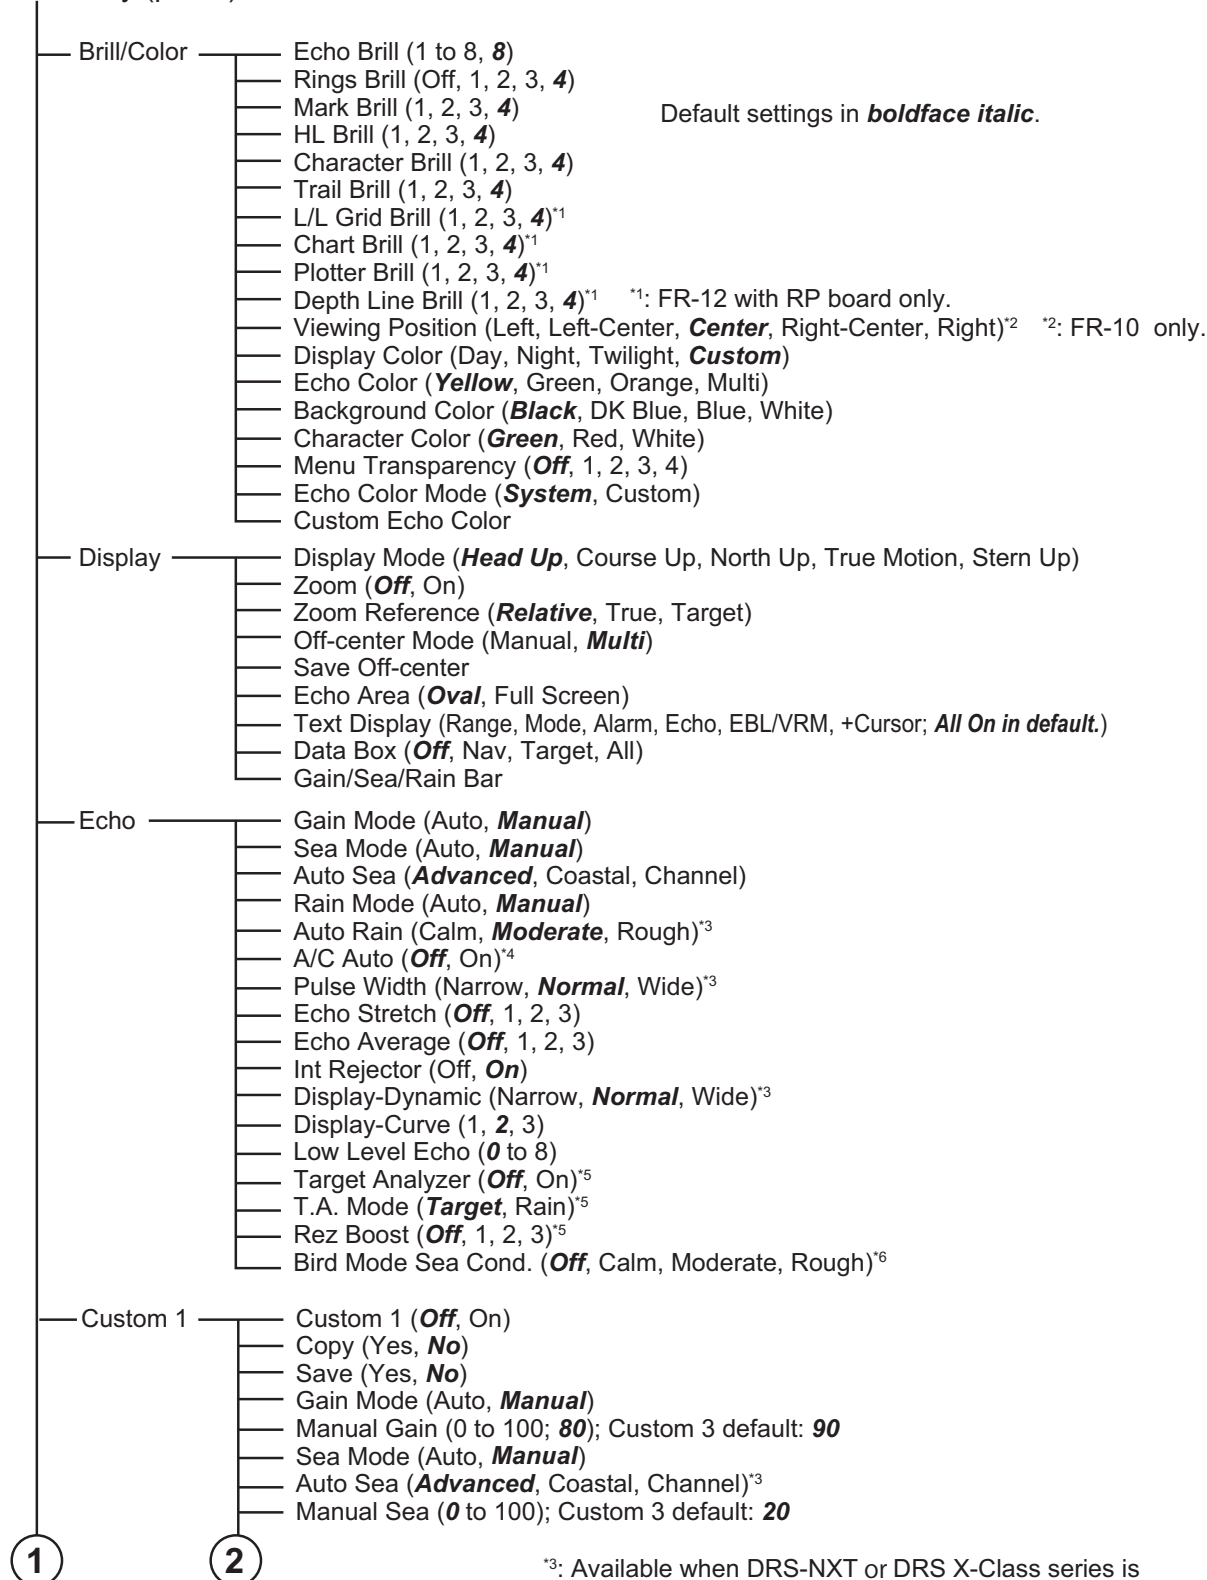 Brill/Color
Echo Brill (1 to 8, 8)
Rings Brill (Off, 1, 2, 3, 4)
Mark Brill (1, 2, 3, 4)
Default settings in boldface italic.
HL Brill (1, 2, 3, 4)
Character Brill (1, 2, 3, 4)
Trail Brill (1, 2, 3, 4)
L/L Grid Brill (1, 2, 3, 4)*1
Chart Brill (1, 2, 3, 4)*1
Plotter Brill (1, 2, 3, 4)*1
Depth Line Brill (1, 2, 3, 4)*1 *1: FR-12 with RP board only.
Viewing Position (Left, Left-Center, Center, Right-Center, Right)*2 *2: FR-10 only.
Display Color (Day, Night, Twilight, Custom)
Echo Color (Yellow, Green, Orange, Multi)
Background Color (Black, DK Blue, Blue, White)
Character Color (Green, Red, White)
Menu Transparency (Off, 1, 2, 3, 4)
Echo Color Mode (System, Custom)
Custom Echo Color
Display
Display Mode (Head Up, Course Up, North Up, True Motion, Stern Up)
Zoom (Off, On)
Zoom Reference (Relative, True, Target)
Off-center Mode (Manual, Multi)
Save Off-center
Echo Area (Oval, Full Screen)
Text Display (Range, Mode, Alarm, Echo, EBL/VRM, +Cursor; All On in default.)
Data Box (Off, Nav, Target, All)
Gain/Sea/Rain Bar
Echo
Gain Mode (Auto, Manual)
Sea Mode (Auto, Manual)
Auto Sea (Advanced, Coastal, Channel)
Rain Mode (Auto, Manual)
Auto Rain (Calm, Moderate, Rough)*3
A/C Auto (Off, On)*4
Pulse Width (Narrow, Normal, Wide)*3
Echo Stretch (Off, 1, 2, 3)
Echo Average (Off, 1, 2, 3)
Int Rejector (Off, On)
Display-Dynamic (Narrow, Normal, Wide)*3
Display-Curve (1, 2, 3)
Low Level Echo (0 to 8)
Target Analyzer (Off, On)*5
T.A. Mode (Target, Rain)*5
Rez Boost (Off, 1, 2, 3)*5
Bird Mode Sea Cond. (Off, Calm, Moderate, Rough)*6
Custom 1
Custom 1 (Off, On)
Copy (Yes, No)
Save (Yes, No)
Gain Mode (Auto, Manual)
Manual Gain (0 to 100; 80); Custom 3 default: 90
Sea Mode (Auto, Manual)
Auto Sea (Advanced, Coastal, Channel)*3
Manual Sea (0 to 100); Custom 3 default: 20
1
2
*3: Available when DRS-NXT or DRS X-Class series is